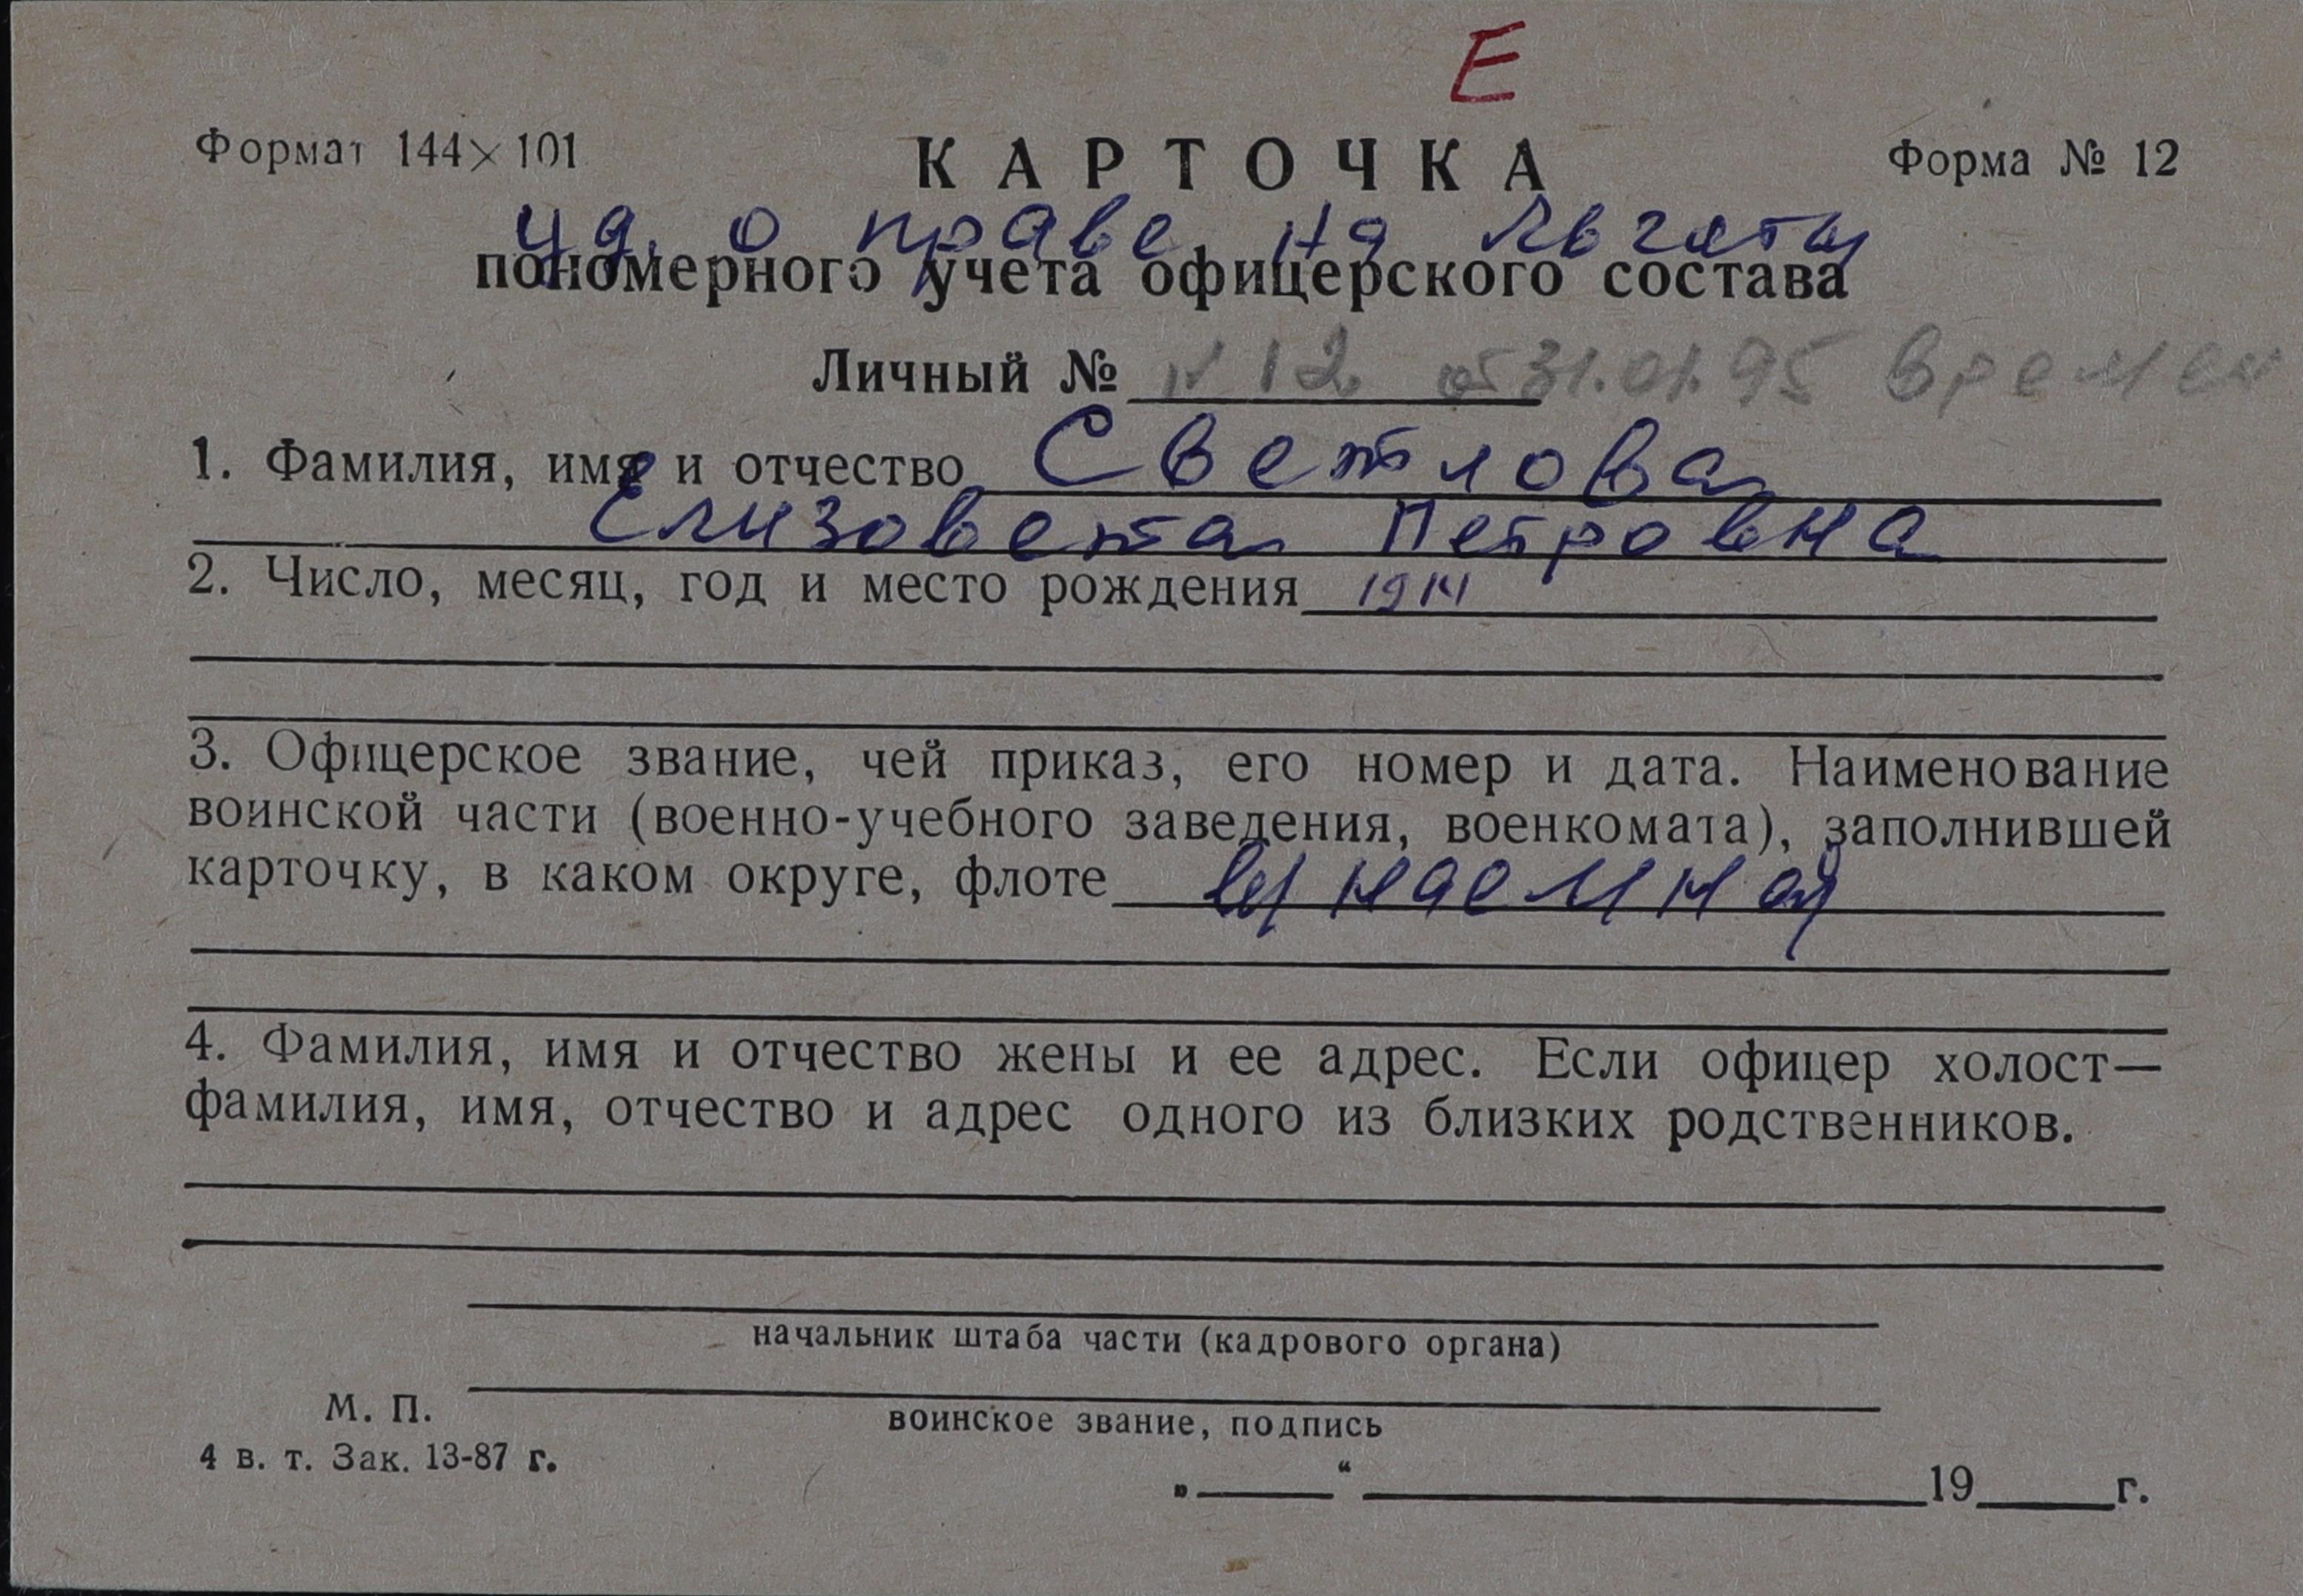 Е
Формат 144×101
КАРТОЧКА
Форма № 12
уд. о праве на льготы
пономерного учета офицерского состава
Личный № N 12 от 31.01.95 времен
1. Фамилия, имя и отчество Светлова
Елизовета Петровна
2. Число, месяц, год и место рождения 1914
3. Офицерское звание, чей приказ, его номер и дата. Наименование
воинской части (военно-учебного заведения, военкомата), заполнившей
карточку, в каком округе, флоте в/наемный
4. Фамилия, имя и отчество жены и ее адрес. Если офицер холост—
фамилия, имя, отчество и адрес одного из близких родственников.
начальник штаба части (кадрового органа)
М. П.
воинское звание, подпись
4 в. т. Зак. 13-87 г.
„ “ 19 г.